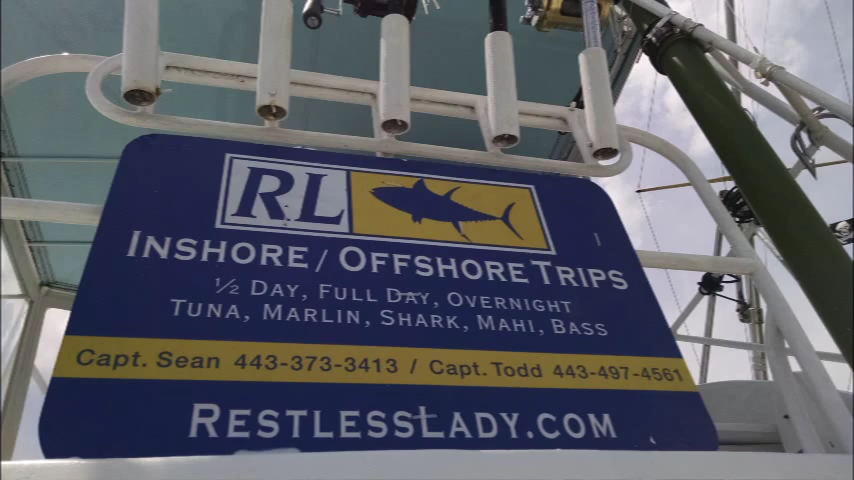 RL
INSHORE / OFFSHORE TRIPS
½ DAY, FULL DAY, OVERNIGHT
TUNA, MARLIN, SHARK, MAHI, BASS
Capt. Sean 443-373-3413 / Capt. Todd 443-497-4561
RESTLESSLADY.COM